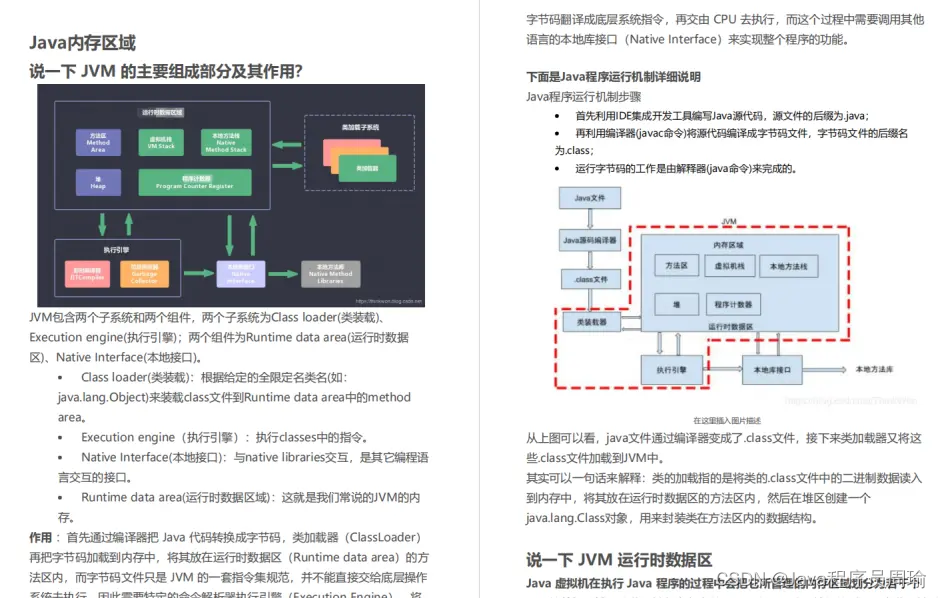 Java内存区域
说一下 JVM 的主要组成部分及其作用?
运行时数据区域
方法区
Method
Area
虚拟机栈
VM Stack
本地方法栈
Native
Method Stack
堆
Heap
程序计数器
Program Counter Register
类加载子系统
类加载器
执行引擎
即时编译器
垃圾回收器
Garbage
Collector
本地库接口
Native
Interface
本地方法库
Native Method
Libraries
JVM包含两个子系统和两个组件，两个子系统为Class loader(类装载)、
Execution engine(执行引擎)；两个组件为Runtime data area(运行时数据
区)、Native Interface(本地接口)。
• Class loader(类装载)：根据给定的全限定名类名(如：
java.lang.Object)来装载class文件到Runtime data area中的method
area。
• Execution engine（执行引擎）：执行classes中的指令。
• Native Interface(本地接口)：与native libraries交互，是其它编程语
言交互的接口。
• Runtime data area(运行时数据区域)：这就是我们常说的JVM的内
存。
作用 ：首先通过编译器把 Java 代码转换成字节码，类加载器（ClassLoader）
再把字节码加载到内存中，将其放在运行时数据区（Runtime data area）的方
法区内，而字节码文件只是 JVM 的一套指令集规范，并不能直接交给底层操作
系统去执行，因此需要特定的命令解析器执行引擎（Execution Engine），将
字节码翻译成底层系统指令，再交由 CPU 去执行，而这个过程中需要调用其他
语言的本地库接口（Native Interface）来实现整个程序的功能。
下面是Java程序运行机制详细说明
Java程序运行机制步骤
• 首先利用IDE集成开发工具编写Java源代码，源文件的后缀为.java；
• 再利用编译器(javac命令)将源代码编译成字节码文件，字节码文件的后缀名
为.class；
• 运行字节码的工作是由解释器(java命令)来完成的。
Java文件
Java源码编译器
.class文件
类装载器
JVM
内存区域
方法区
虚拟机栈
本地方法栈
堆
程序计数器
运行时数据区
执行引擎
本地库接口
本地方法库
在这里插入图片描述
从上图可以看，java文件通过编译器变成了.class文件，接下来类加载器又将这
些.class文件加载到JVM中。
其实可以一句话来解释：类的加载指的是将类的.class文件中的二进制数据读入
到内存中，将其放在运行时数据区的方法区内，然后在堆区创建一个
java.lang.Class对象，用来封装类在方法区内的数据结构。
说一下 JVM 运行时数据区
Java 虚拟机在执行 Java 程序的过程中会把它所管理的内存区域划分为若干个
CSDN @Java程序员周瑜